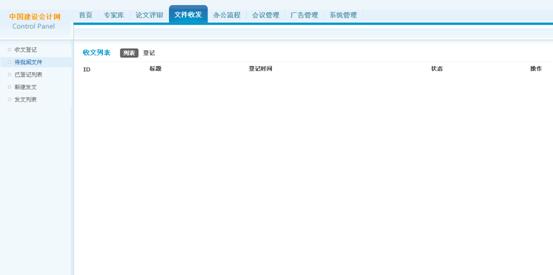 中国建设会计网
Control Panel
首页 专家库 论文评审 文件收发 办公流程 会议管理 广告管理 系统管理
收文登记
待批阅文件
已登记列表
新建发文
发文列表
收文列表 列表 登记
ID 标题 登记时间 状态 操作